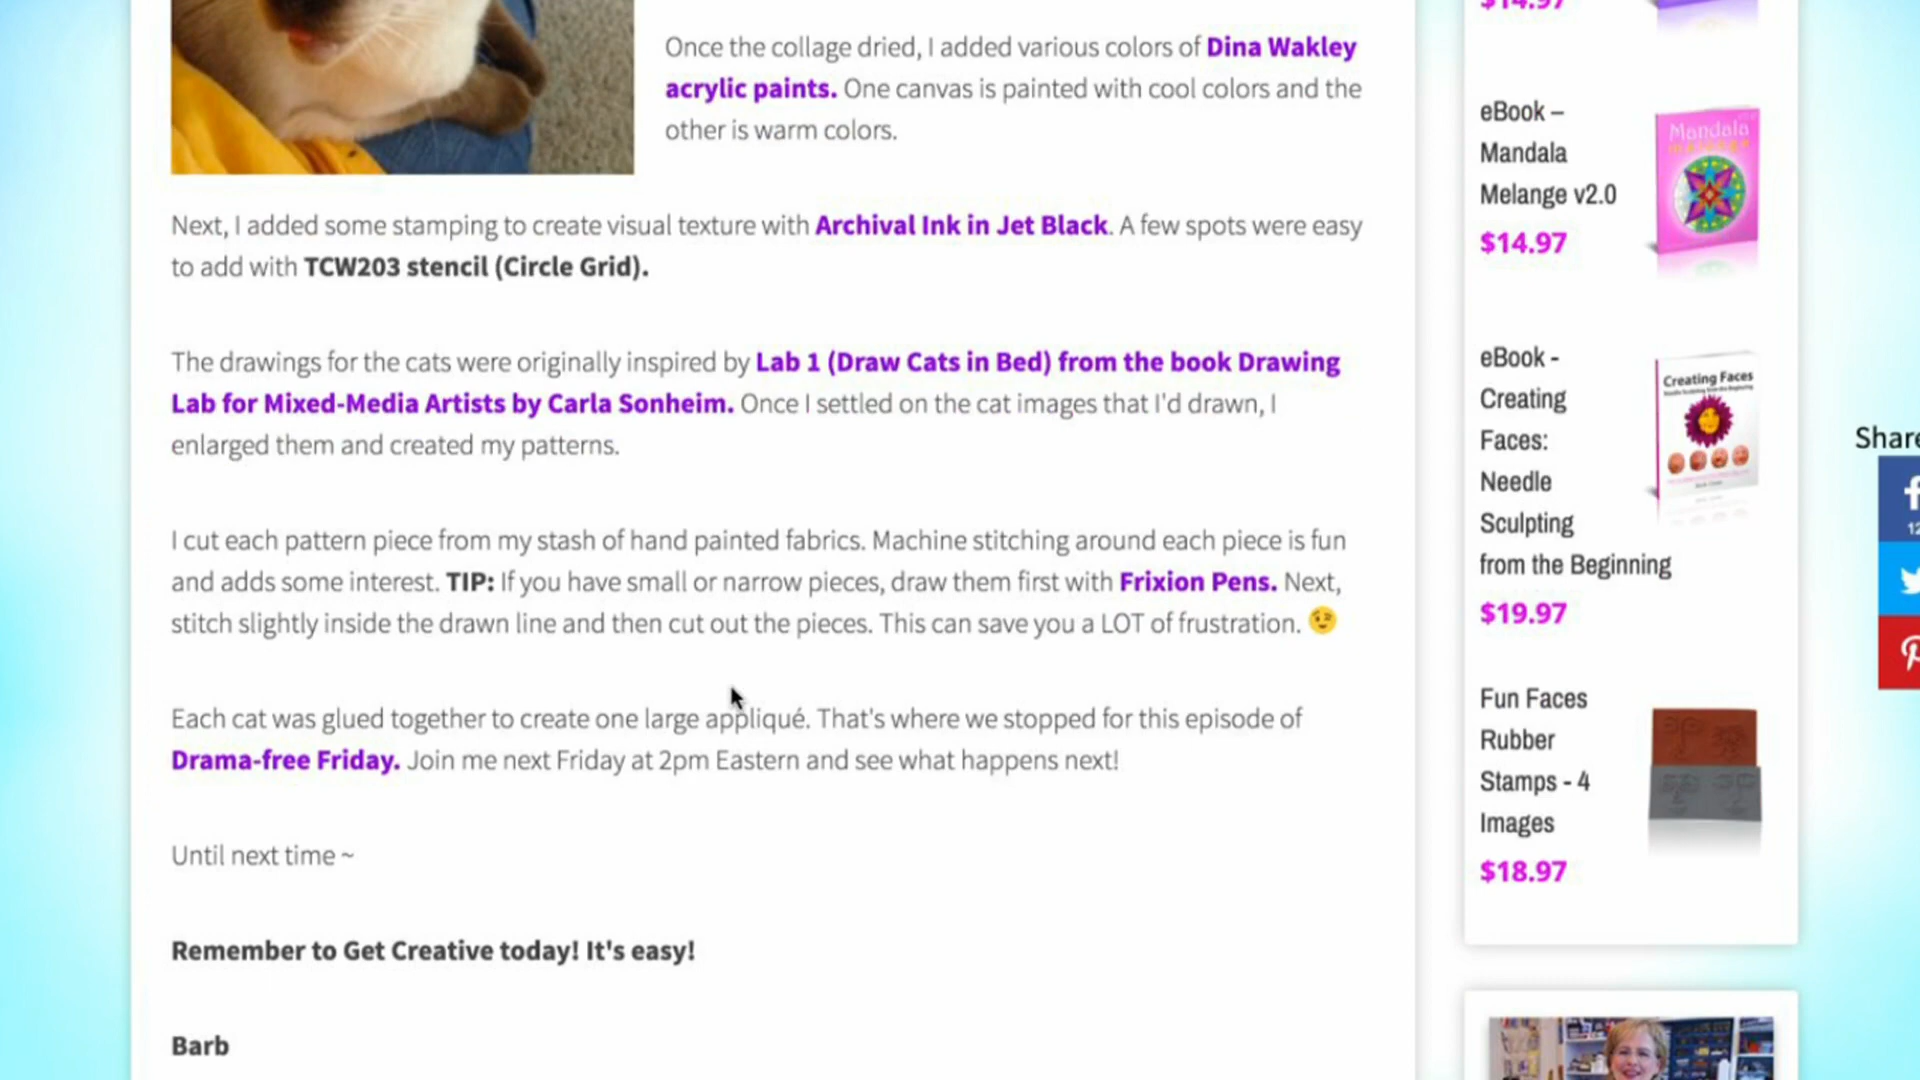 Once the collage dried, I added various colors of Dina Wakley
acrylic paints. One canvas is painted with cool colors and the
other is warm colors.
Next, I added some stamping to create visual texture with Archival Ink in Jet Black. A few spots were easy
to add with TCW203 stencil (Circle Grid).
The drawings for the cats were originally inspired by Lab 1 (Draw Cats in Bed) from the book Drawing
Lab for Mixed-Media Artists by Carla Sonheim. Once I settled on the cat images that I'd drawn, I
enlarged them and created my patterns.
I cut each pattern piece from my stash of hand painted fabrics. Machine stitching around each piece is fun
and adds some interest. TIP: If you have small or narrow pieces, draw them first with Frixion Pens. Next,
stitch slightly inside the drawn line and then cut out the pieces. This can save you a LOT of frustration. 😉
Each cat was glued together to create one large appliqué. That's where we stopped for this episode of
Drama-free Friday. Join me next Friday at 2pm Eastern and see what happens next!
Until next time ~
Remember to Get Creative today! It's easy!
Barb
$14.97
eBook –
Mandala
Melange v2.0
$14.97
Mandala
eBook -
Creating
Faces:
Needle
Sculpting
from the Beginning
$19.97
Creating Faces
Fun Faces
Rubber
Stamps - 4
Images
$18.97
Share